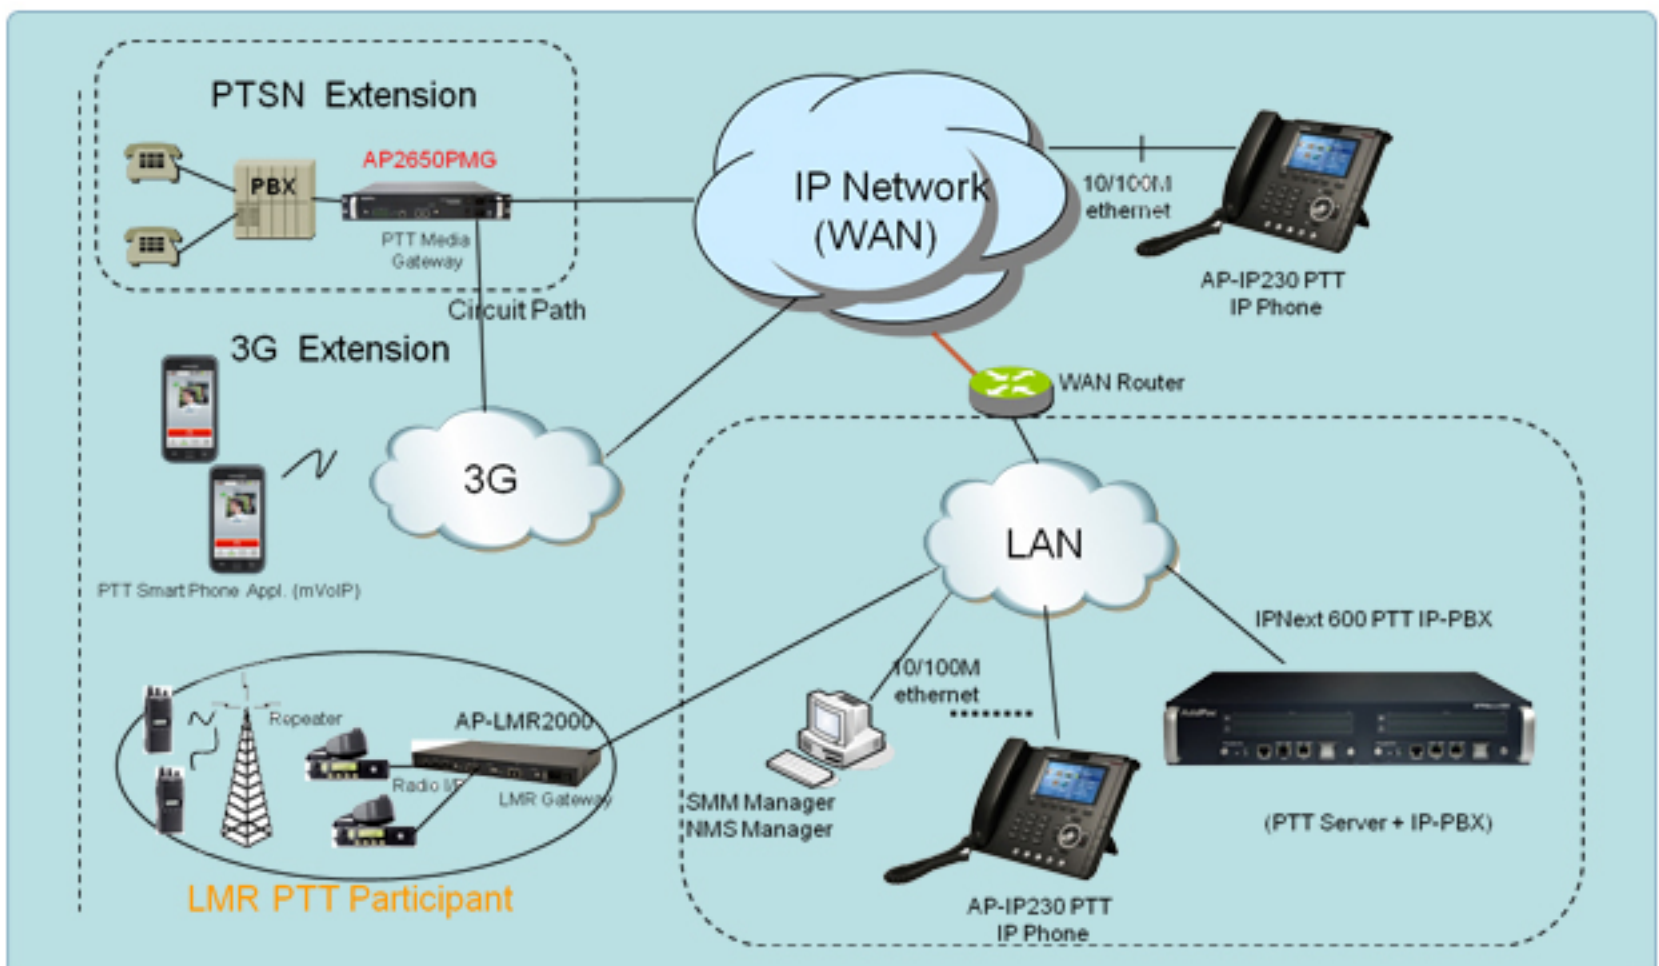 PTSN Extension
AP2650PMG
PBX
PTT Media
Gateway
Circuit Path
IP Network
(WAN)
10/100M
ethernet
AP-IP230 PTT
IP Phone
3G Extension
3G
PTT Smart Phone Appl. (mVoIP)
WAN Router
LAN
IPNext 600 PTT IP-PBX
(PTT Server + IP-PBX)
10/100M
ethernet
SMM Manager
NMS Manager
AP-IP230 PTT
IP Phone
Repeater
AP-LMR2000
Radio I/F
LMR Gateway
LMR PTT Participant